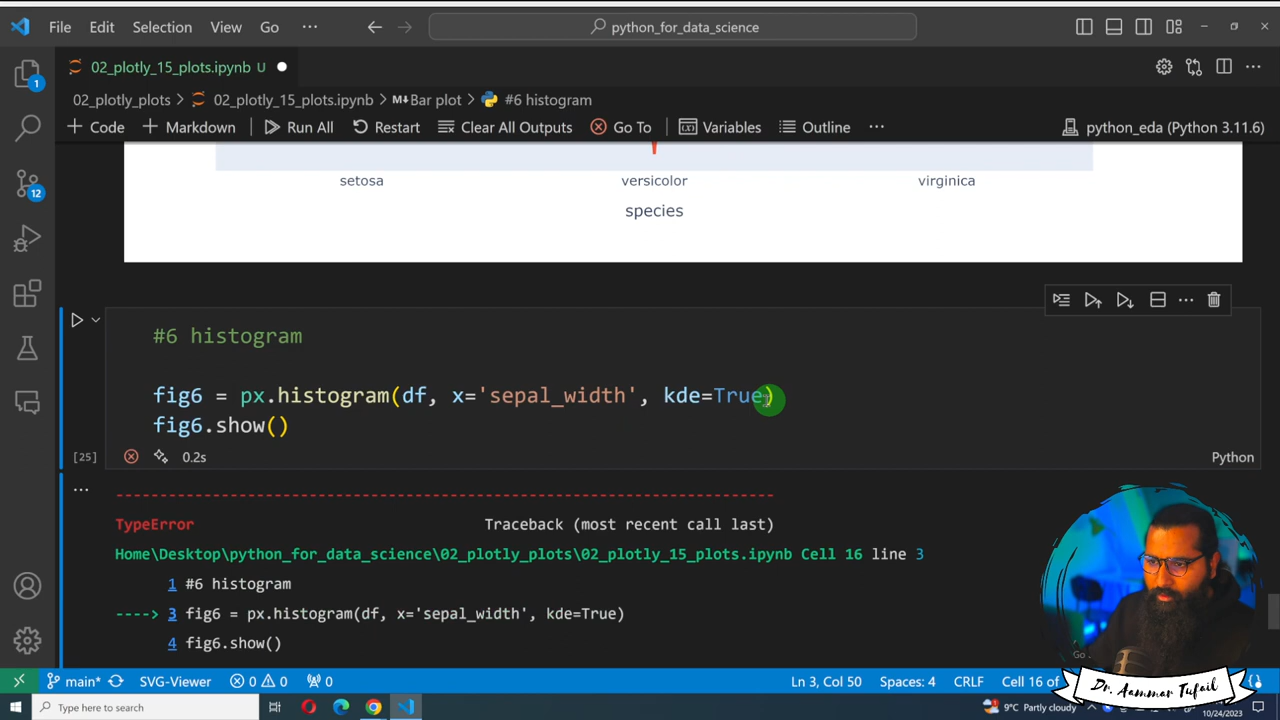 File Edit Selection View Go ··· python_for_data_science
02_plotly_15_plots.ipynb U
02_plotly_plots > 02_plotly_15_plots.ipynb > Bar plot > #6 histogram
Code Markdown Run All Restart Clear All Outputs Go To Variables Outline ··· python_eda (Python 3.11.6)
1
12
setosa versicolor virginica
species
#6 histogram
fig6 = px.histogram(df, x='sepal_width', kde=True)
fig6.show()
[25] 0.2s Python
---------------------------------------------------------------------------
TypeError Traceback (most recent call last)
Home\Desktop\python_for_data_science\02_plotly_plots\02_plotly_15_plots.ipynb Cell 16 line 3
1 #6 histogram
----> 3 fig6 = px.histogram(df, x='sepal_width', kde=True)
4 fig6.show()
main* SVG-Viewer 0 0 0 Ln 3, Col 50 Spaces: 4 CRLF Cell 16 of
Dr. Aammar Tufail
Type here to search 9°C Partly cloudy 10/24/2023